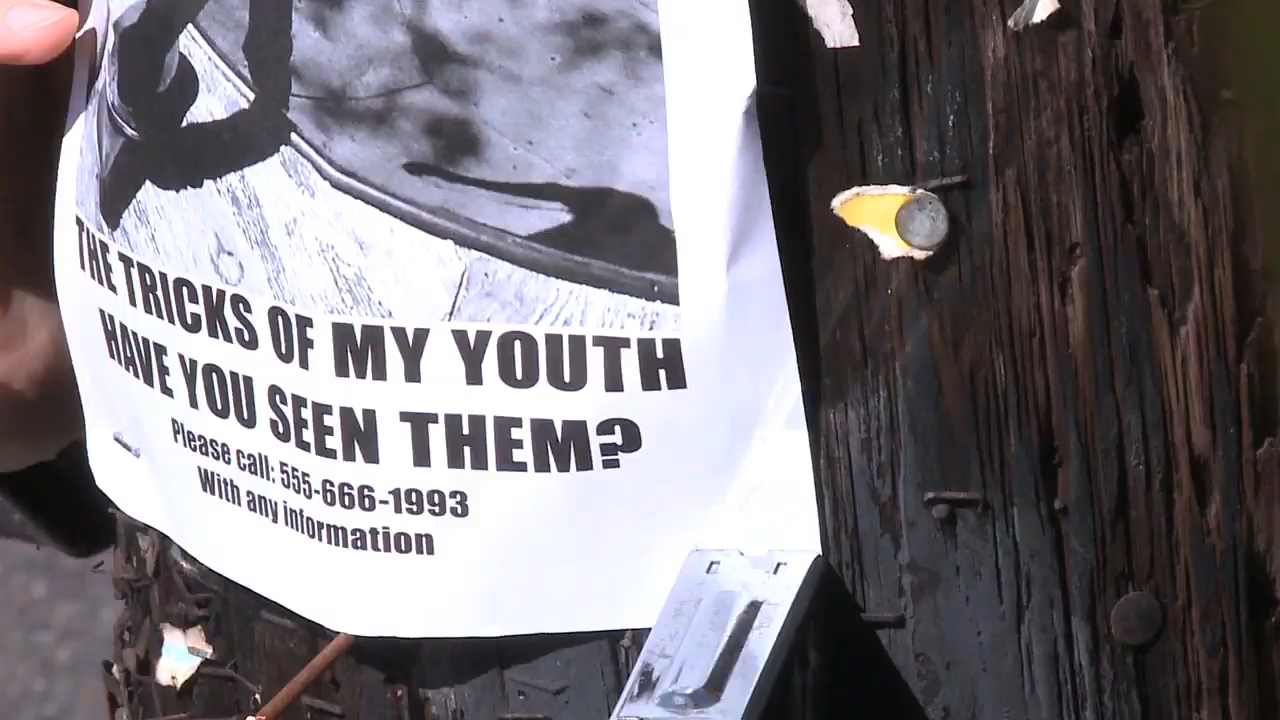 THE TRICKS OF MY YOUTH
HAVE YOU SEEN THEM?
Please call: 555-666-1993
With any information